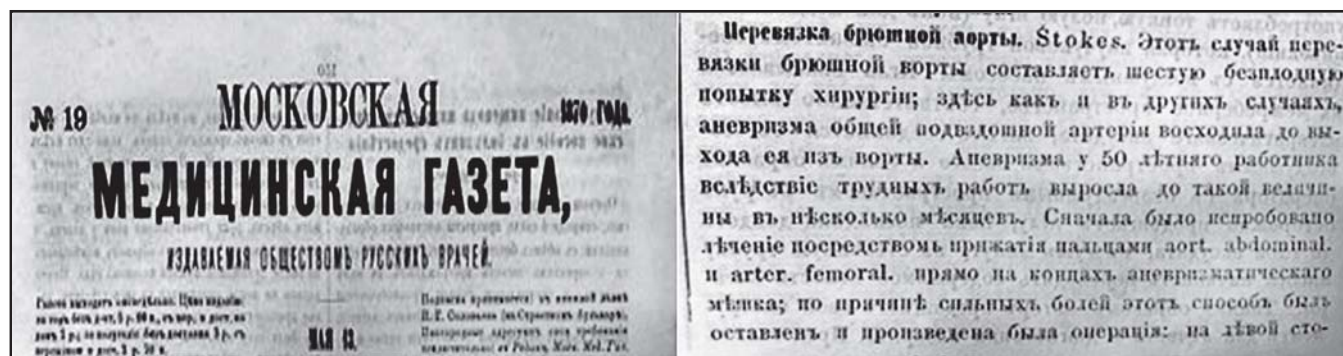 № 19
МОСКОВСКАЯ
1870 ГОДА.
МЕДИЦИНСКАЯ ГАЗЕТА,
ИЗДАВАЕМАЯ ОБЩЕСТВОМЪ РУССКИХЪ ВРАЧЕЙ.
МАЯ 13.
Перевязка брюшной аорты. Stokes. Этотъ случай пере-
вязки брюшной аорты составляетъ шестую безплодную
попытку хирургіи; здѣсь какъ и въ другихъ случаяхъ,
аневризма общей подвздошной артеріи восходила до вы-
хода ея изъ аорты. Аневризма у 50 лѣтняго работника
вслѣдствіе трудныхъ работъ выросла до такой величи-
ны въ нѣсколько мѣсяцевъ. Сначала было испробовано
лѣченіе посредствомъ прижатія пальцами aort. abdominal.
и arter. femoral. прямо на концахъ аневризматическаго
мѣшка; по причинѣ сильныхъ болей этотъ способъ былъ
оставленъ и произведена была операція: на лѣвой сто-